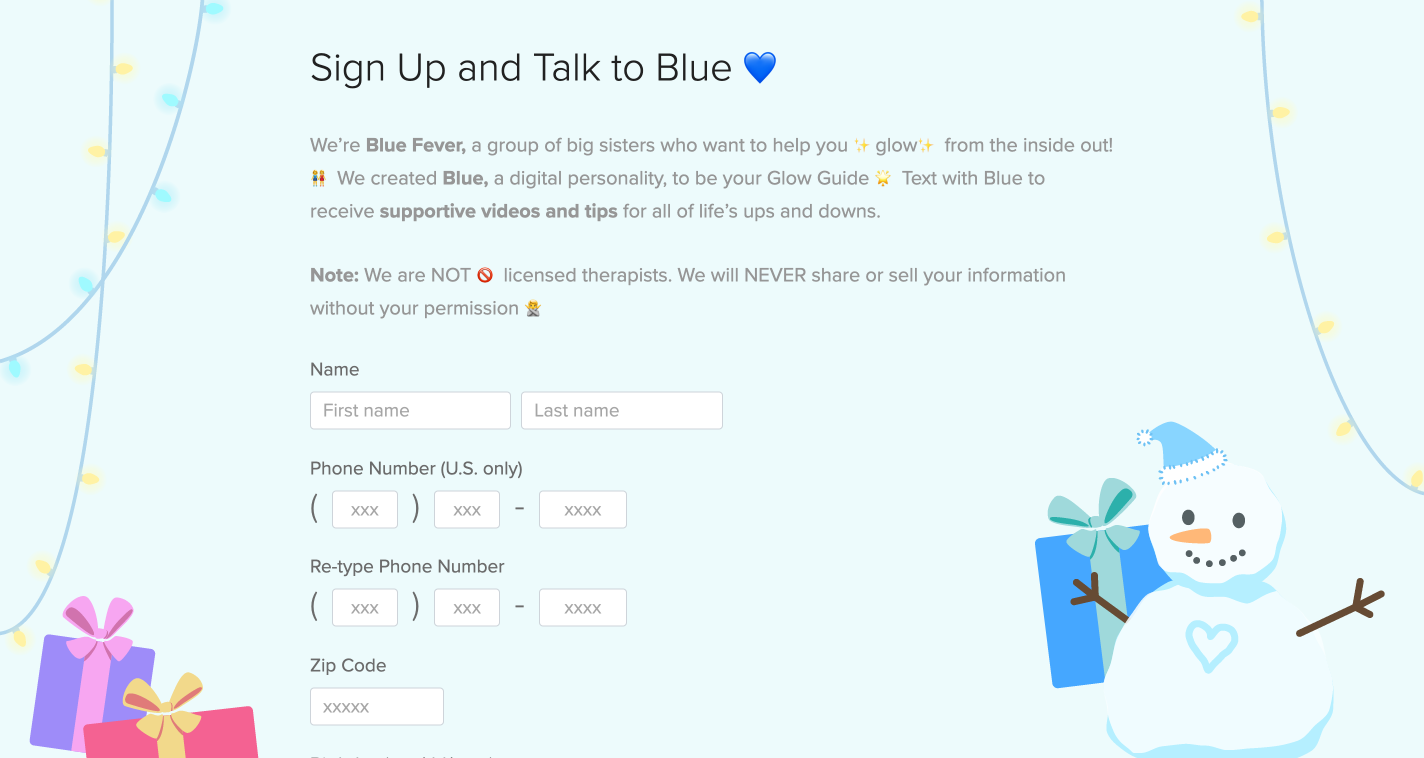 Sign Up and Talk to Blue 💙
We're Blue Fever, a group of big sisters who want to help you ✨ glow✨ from the inside out!
👭 We created Blue, a digital personality, to be your Glow Guide 🌟 Text with Blue to
receive supportive videos and tips for all of life's ups and downs.
Note: We are NOT 🚫 licensed therapists. We will NEVER share or sell your information
without your permission 🙅
Name
First name Last name
Phone Number (U.S. only)
( xxx ) xxx - xxxx
Re-type Phone Number
( xxx ) xxx - xxxx
Zip Code
xxxxx